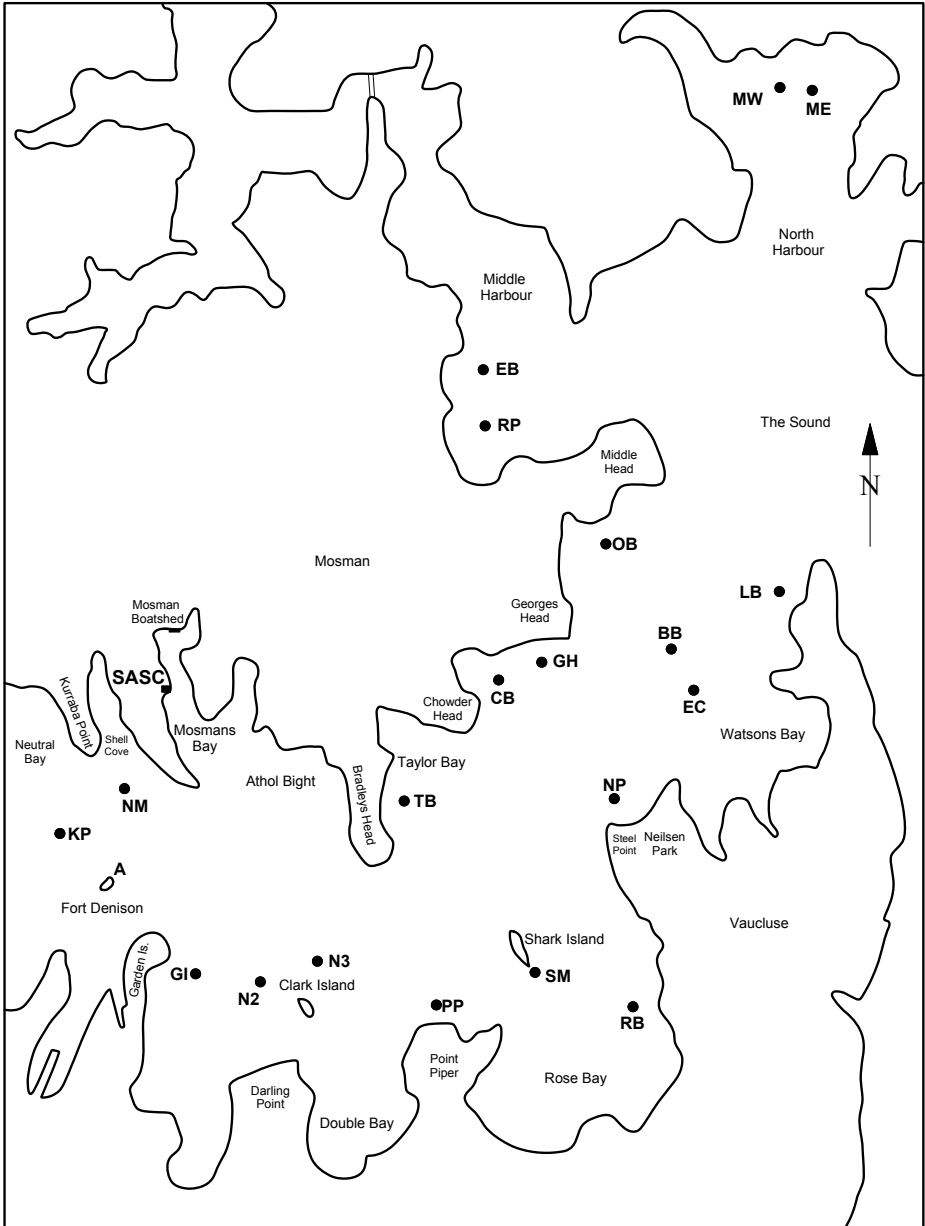 MW
ME
North
Harbour
Middle
Harbour
EB
RP
The Sound
Middle
Head
N
OB
Mosman
LB
Georges
Head
Mosman
Boatshed
BB
GH
SASC
CB
EC
Kurraba Point
Chowder
Head
Mosmans
Bay
Shell
Cove
Neutral
Bay
Watsons Bay
Taylor Bay
Athol Bight
Bradleys Head
NM
TB
NP
KP
Steel
Point
Neilsen
Park
A
Fort Denison
Vaucluse
Garden Is.
Shark Island
GI
N3
N2
Clark Island
SM
PP
RB
Point
Piper
Rose Bay
Darling
Point
Double Bay